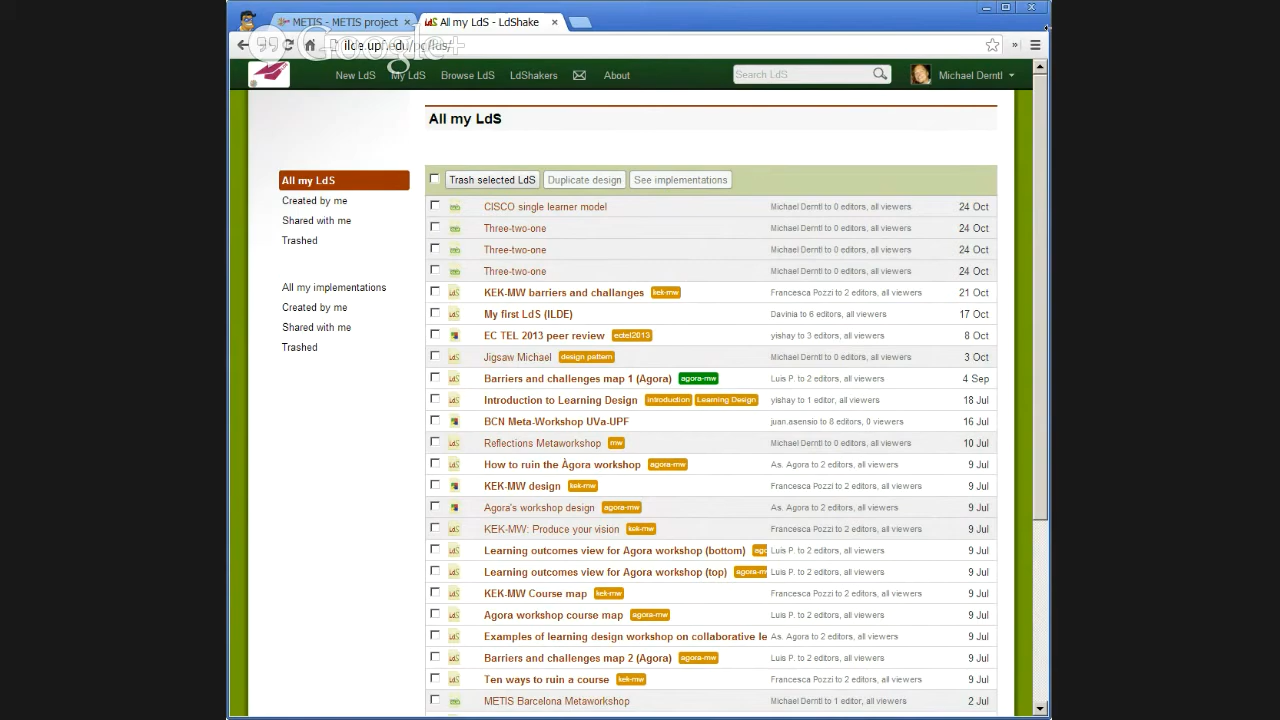 METIS - METIS project
All my LdS - LdShake
Google+
New LdS My LdS Browse LdS LdShakers About
Search LdS
Michael Derntl
All my LdS
All my LdS
Created by me
Shared with me
Trashed
All my implementations
Created by me
Shared with me
Trashed
Trash selected LdS Duplicate design See implementations
CISCO single learner model Michael Derntl to 0 editors, all viewers 24 Oct
Three-two-one Michael Derntl to 0 editors, all viewers 24 Oct
Three-two-one Michael Derntl to 0 editors, all viewers 24 Oct
Three-two-one Michael Derntl to 0 editors, all viewers 24 Oct
KEK-MW barriers and challanges kek-mw Francesca Pozzi to 2 editors, all viewers 21 Oct
My first LdS (ILDE) Davinia to 6 editors, all viewers 17 Oct
EC TEL 2013 peer review ectel2013 yishay to 3 editors, all viewers 8 Oct
Jigsaw Michael design pattern Michael Derntl to 0 editors, all viewers 3 Oct
Barriers and challenges map 1 (Agora) agora-mw Luis P. to 2 editors, all viewers 4 Sep
Introduction to Learning Design introduction Learning Design yishay to 1 editor, all viewers 18 Jul
BCN Meta-Workshop UVa-UPF juan.asensio to 8 editors, 0 viewers 16 Jul
Reflections Metaworkshop mw Michael Derntl to 0 editors, all viewers 10 Jul
How to ruin the Àgora workshop agora-mw As. Agora to 2 editors, all viewers 9 Jul
KEK-MW design kek-mw Francesca Pozzi to 2 editors, all viewers 9 Jul
Agora's workshop design agora-mw As. Agora to 2 editors, all viewers 9 Jul
KEK-MW: Produce your vision kek-mw Francesca Pozzi to 2 editors, all viewers 9 Jul
Learning outcomes view for Agora workshop (bottom) ago Luis P. to 2 editors, all viewers 9 Jul
Learning outcomes view for Agora workshop (top) agora-m Luis P. to 2 editors, all viewers 9 Jul
KEK-MW Course map kek-mw Francesca Pozzi to 2 editors, all viewers 9 Jul
Agora workshop course map agora-mw Luis P. to 2 editors, all viewers 9 Jul
Examples of learning design workshop on collaborative le As. Agora to 2 editors, all viewers 9 Jul
Barriers and challenges map 2 (Agora) agora-mw Luis P. to 2 editors, all viewers 9 Jul
Ten ways to ruin a course kek-mw Francesca Pozzi to 2 editors, all viewers 9 Jul
METIS Barcelona Metaworkshop Michael Derntl to 1 editor, all viewers 2 Jul